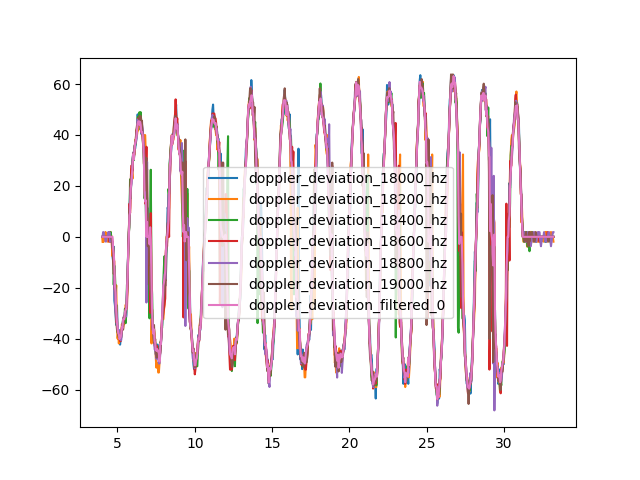 60
40
20
0
−20
−40
−60
5
10
15
20
25
30
doppler_deviation_18000_hz
doppler_deviation_18200_hz
doppler_deviation_18400_hz
doppler_deviation_18600_hz
doppler_deviation_18800_hz
doppler_deviation_19000_hz
doppler_deviation_filtered_0